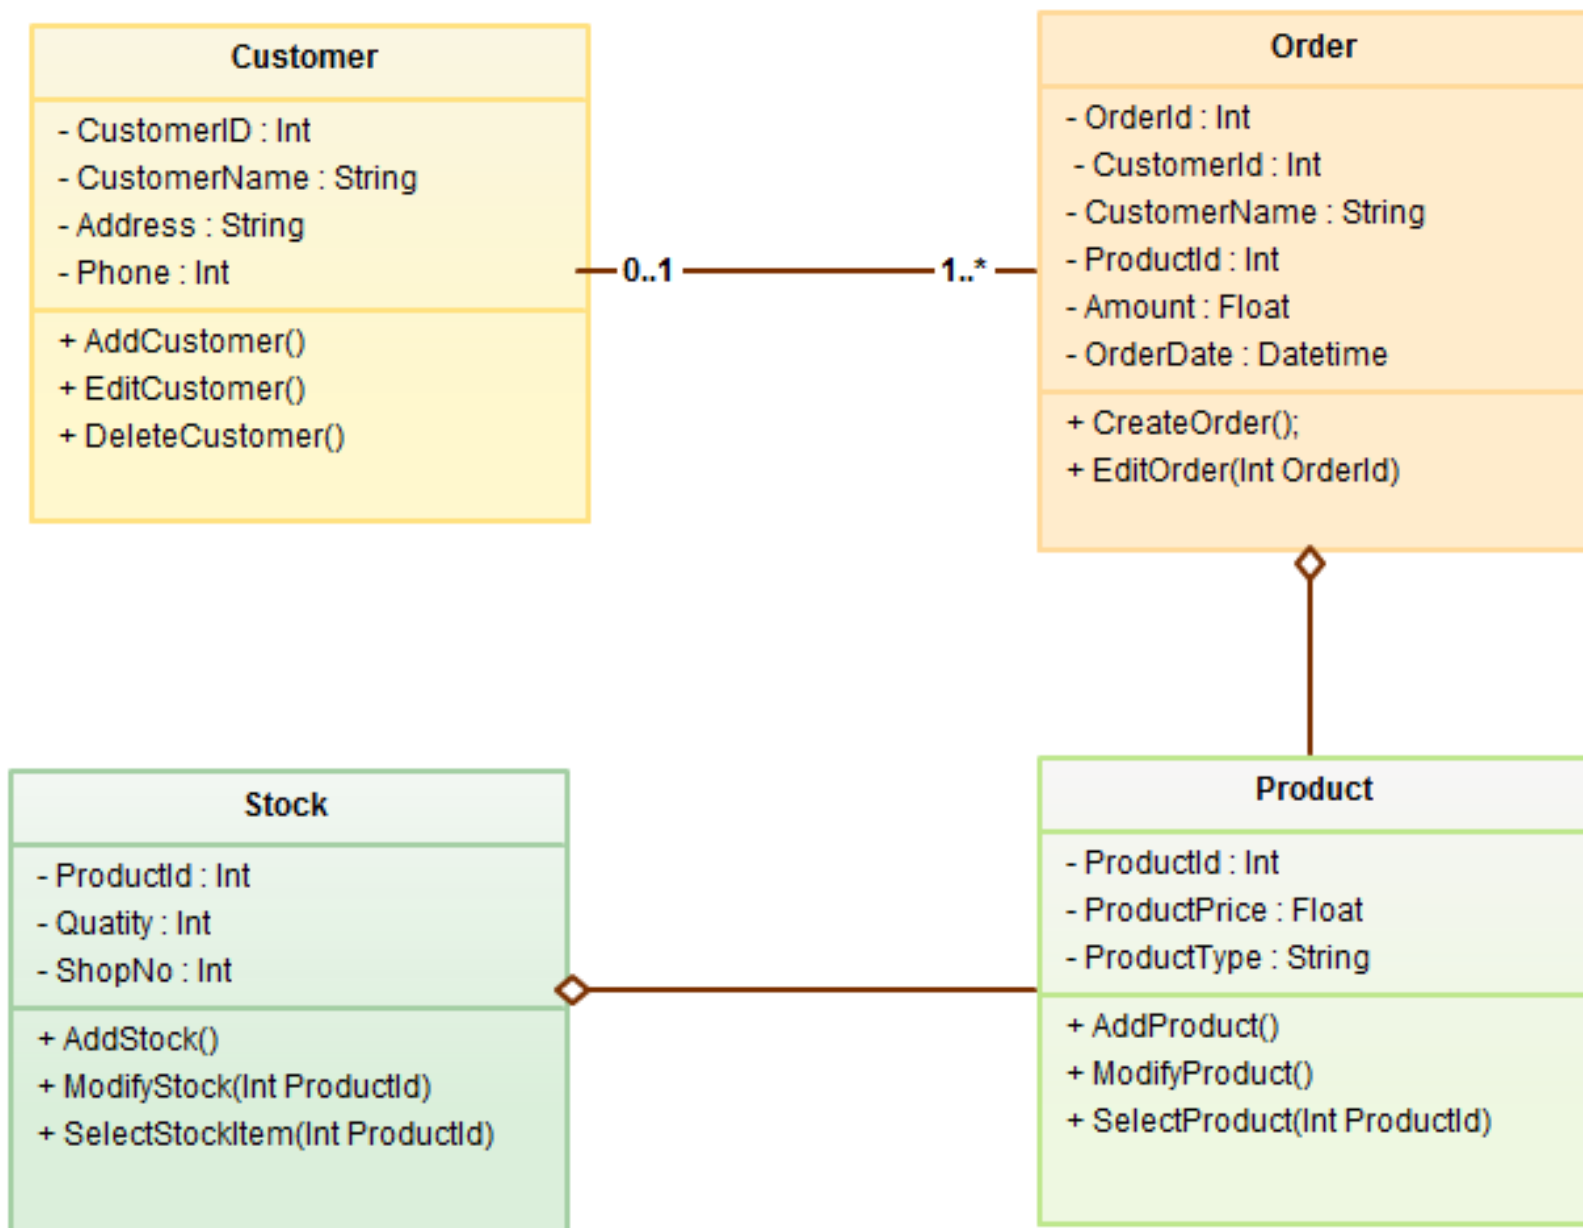 Customer
- CustomerID : Int
- CustomerName : String
- Address : String
- Phone : Int
+ AddCustomer()
+ EditCustomer()
+ DeleteCustomer()
0..1
1..*
Order
- OrderId : Int
- CustomerId : Int
- CustomerName : String
- ProductId : Int
- Amount : Float
- OrderDate : Datetime
+ CreateOrder();
+ EditOrder(Int OrderId)
Stock
- ProductId : Int
- Quatity : Int
- ShopNo : Int
+ AddStock()
+ ModifyStock(Int ProductId)
+ SelectStockItem(Int ProductId)
Product
- ProductId : Int
- ProductPrice : Float
- ProductType : String
+ AddProduct()
+ ModifyProduct()
+ SelectProduct(Int ProductId)